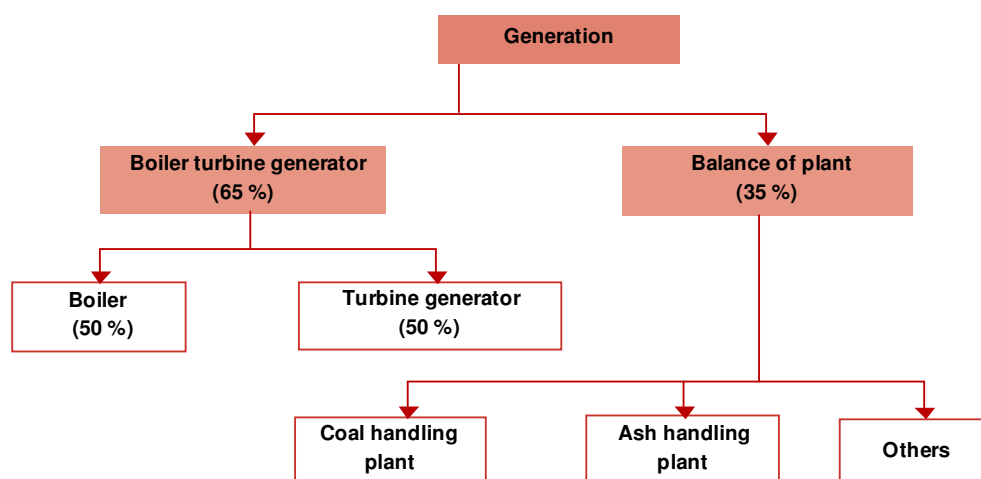 Generation
Boiler turbine generator
(65 %)
Balance of plant
(35 %)
Boiler
(50 %)
Turbine generator
(50 %)
Coal handling
plant
Ash handling
plant
Others